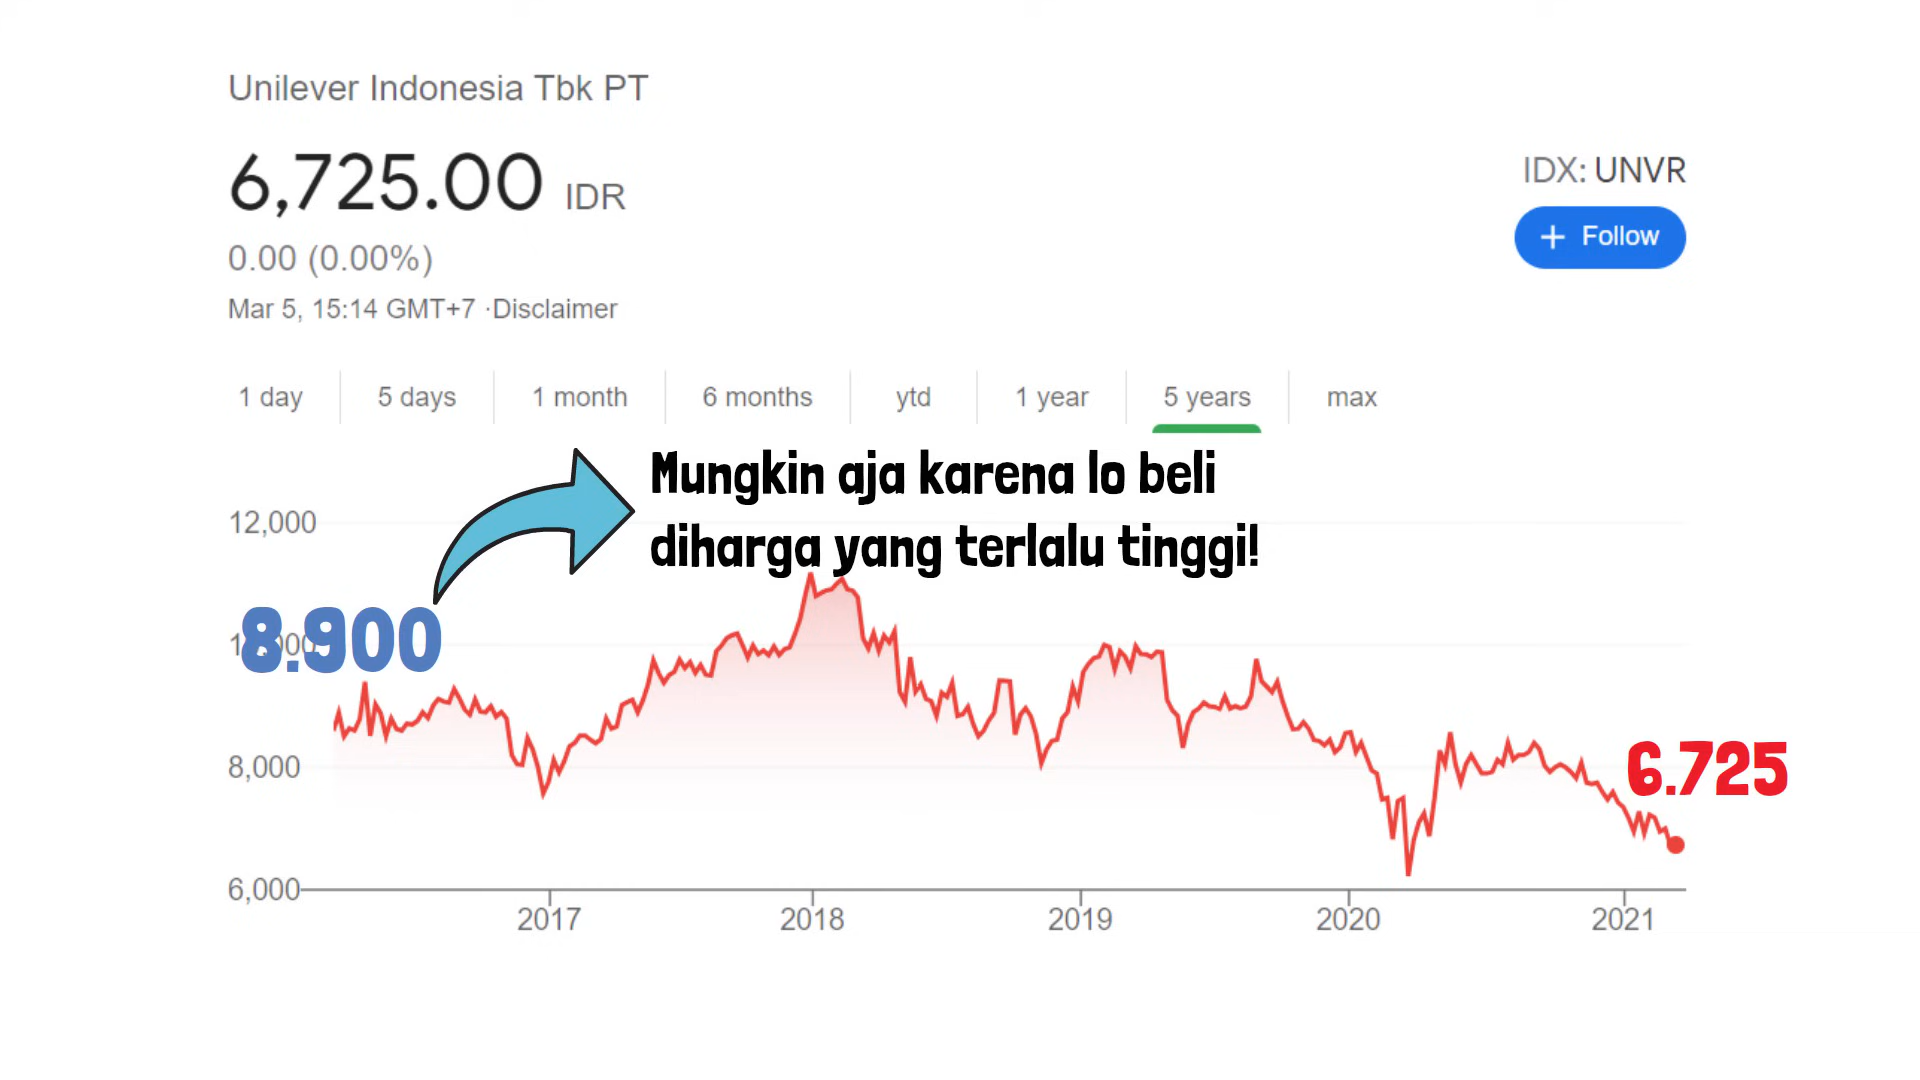 Unilever Indonesia Tbk PT
6,725.00 IDR
IDX: UNVR
+ Follow
0.00 (0.00%)
Mar 5, 15:14 GMT+7 ·Disclaimer
1 day 5 days 1 month 6 months ytd 1 year 5 years max
Mungkin aja karena lo beli
diharga yang terlalu tinggi!
12,000
8.900
8,000
6.725
6,000
2017 2018 2019 2020 2021